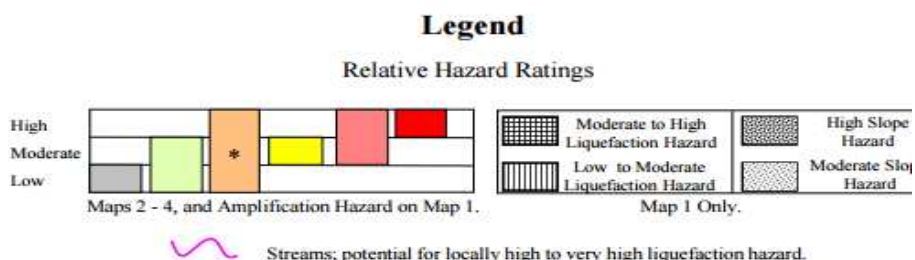 Legend
Relative Hazard Ratings
High
Moderate
Low
*
Maps 2 - 4, and Amplification Hazard on Map 1.
Moderate to High
Liquefaction Hazard
Low to Moderate
Liquefaction Hazard
High Slope
Hazard
Moderate Slop
Hazard
Map 1 Only.
Streams; potential for locally high to very high liquefaction hazard.